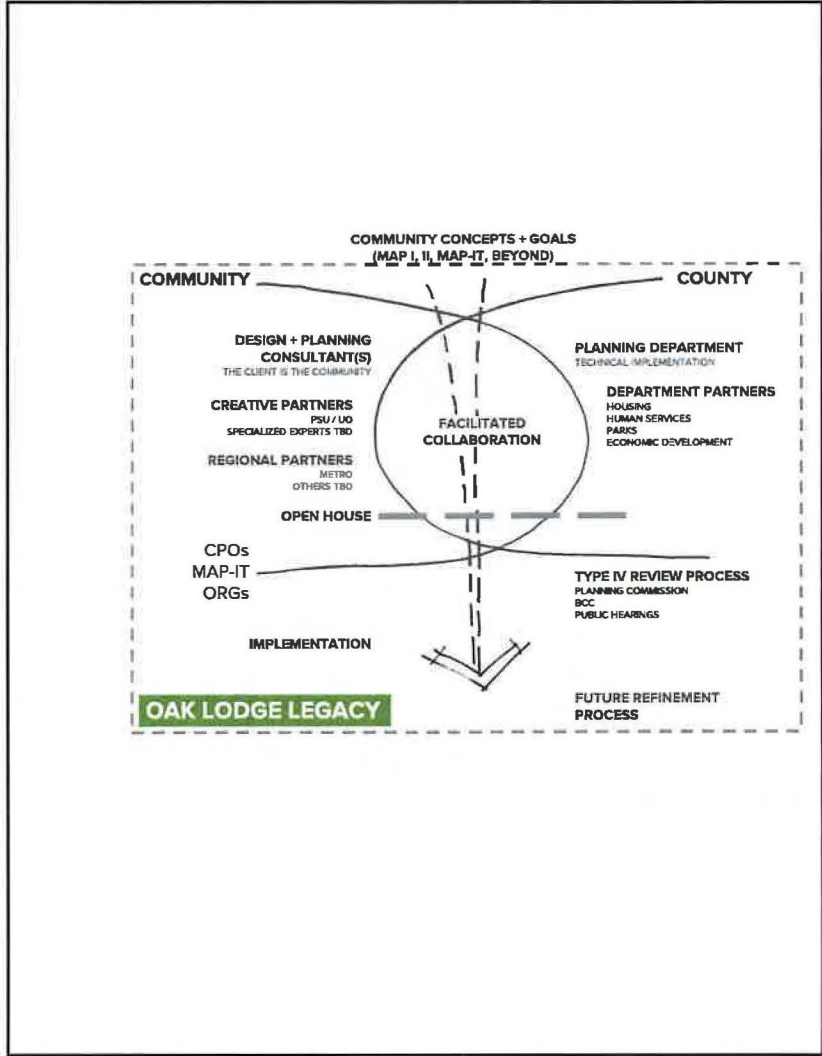 COMMUNITY CONCEPTS + GOALS
(MAP I, II, MAP-IT, BEYOND)
COMMUNITY
COUNTY
DESIGN + PLANNING
CONSULTANT(S)
THE CLIENT IS THE COMMUNITY
PLANNING DEPARTMENT
TECHNICAL IMPLEMENTATION
CREATIVE PARTNERS
PSU / UO
SPECIALIZED EXPERTS TBD
DEPARTMENT PARTNERS
HOUSING
HUMAN SERVICES
PARKS
ECONOMIC DEVELOPMENT
FACILITATED
COLLABORATION
REGIONAL PARTNERS
METRO
OTHERS TBD
OPEN HOUSE
CPOs
MAP-IT
ORGs
TYPE IV REVIEW PROCESS
PLANNING COMMISSION
BCC
PUBLIC HEARINGS
IMPLEMENTATION
OAK LODGE LEGACY
FUTURE REFINEMENT
PROCESS